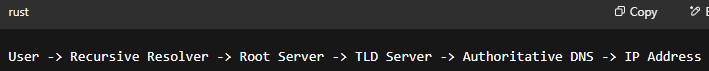 rust Copy
User -> Recursive Resolver -> Root Server -> TLD Server -> Authoritative DNS -> IP Address